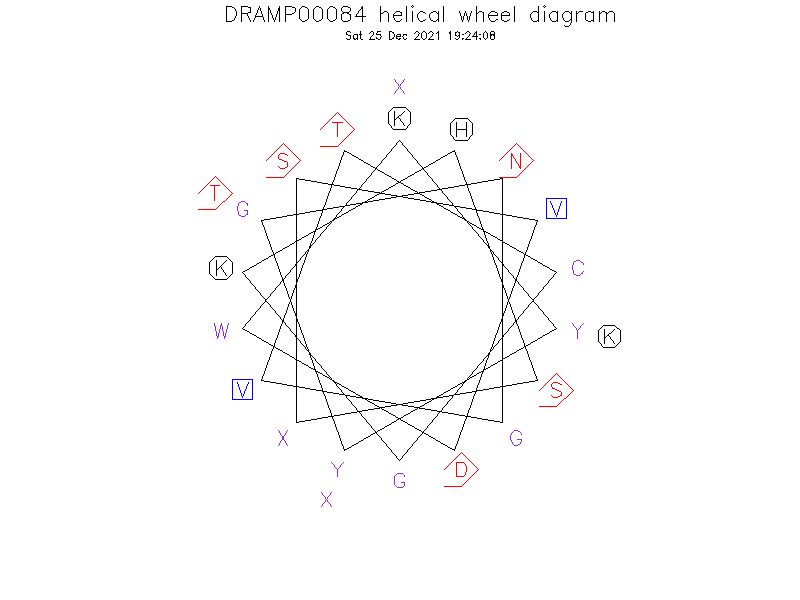 DRAMP00084 helical wheel diagram
Sat 25 Dec 2021 19:24:08
X
K
T H
S N
T
G V
K C
W Y K
V S
X G
Y D
G
X